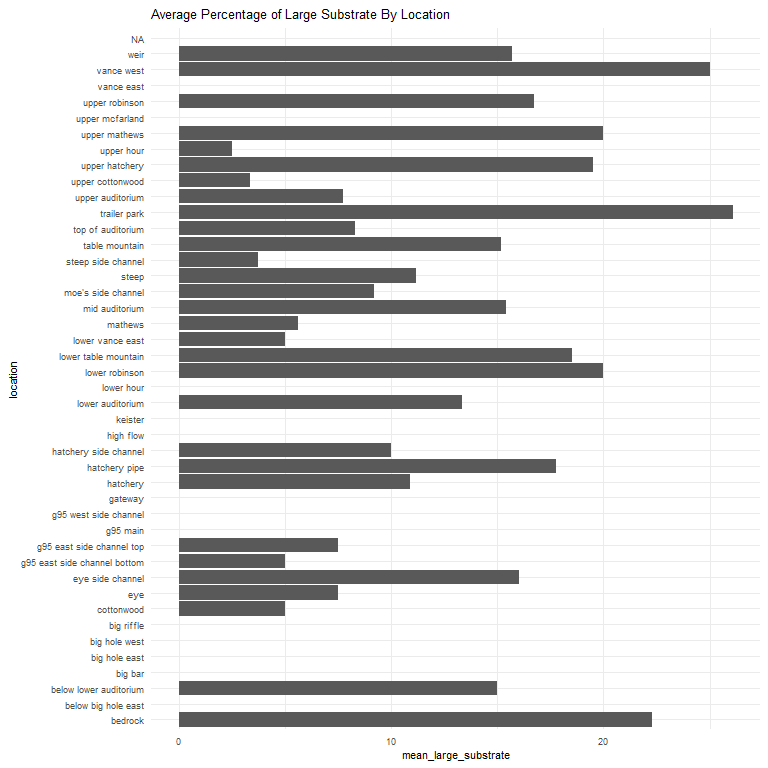 Average Percentage of Large Substrate By Location
NA
weir
vance west
vance east
upper robinson
upper mcfarland
upper mathews
upper hour
upper hatchery
upper cottonwood
upper auditorium
trailer park
top of auditorium
table mountain
steep side channel
steep
moe's side channel
mid auditorium
mathews
lower vance east
lower table mountain
lower robinson
lower hour
lower auditorium
keister
high flow
hatchery side channel
hatchery pipe
hatchery
gateway
g95 west side channel
g95 main
g95 east side channel top
g95 east side channel bottom
eye side channel
eye
cottonwood
big riffle
big hole west
big hole east
big bar
below lower auditorium
below big hole east
bedrock
location
0 10 20
mean_large_substrate